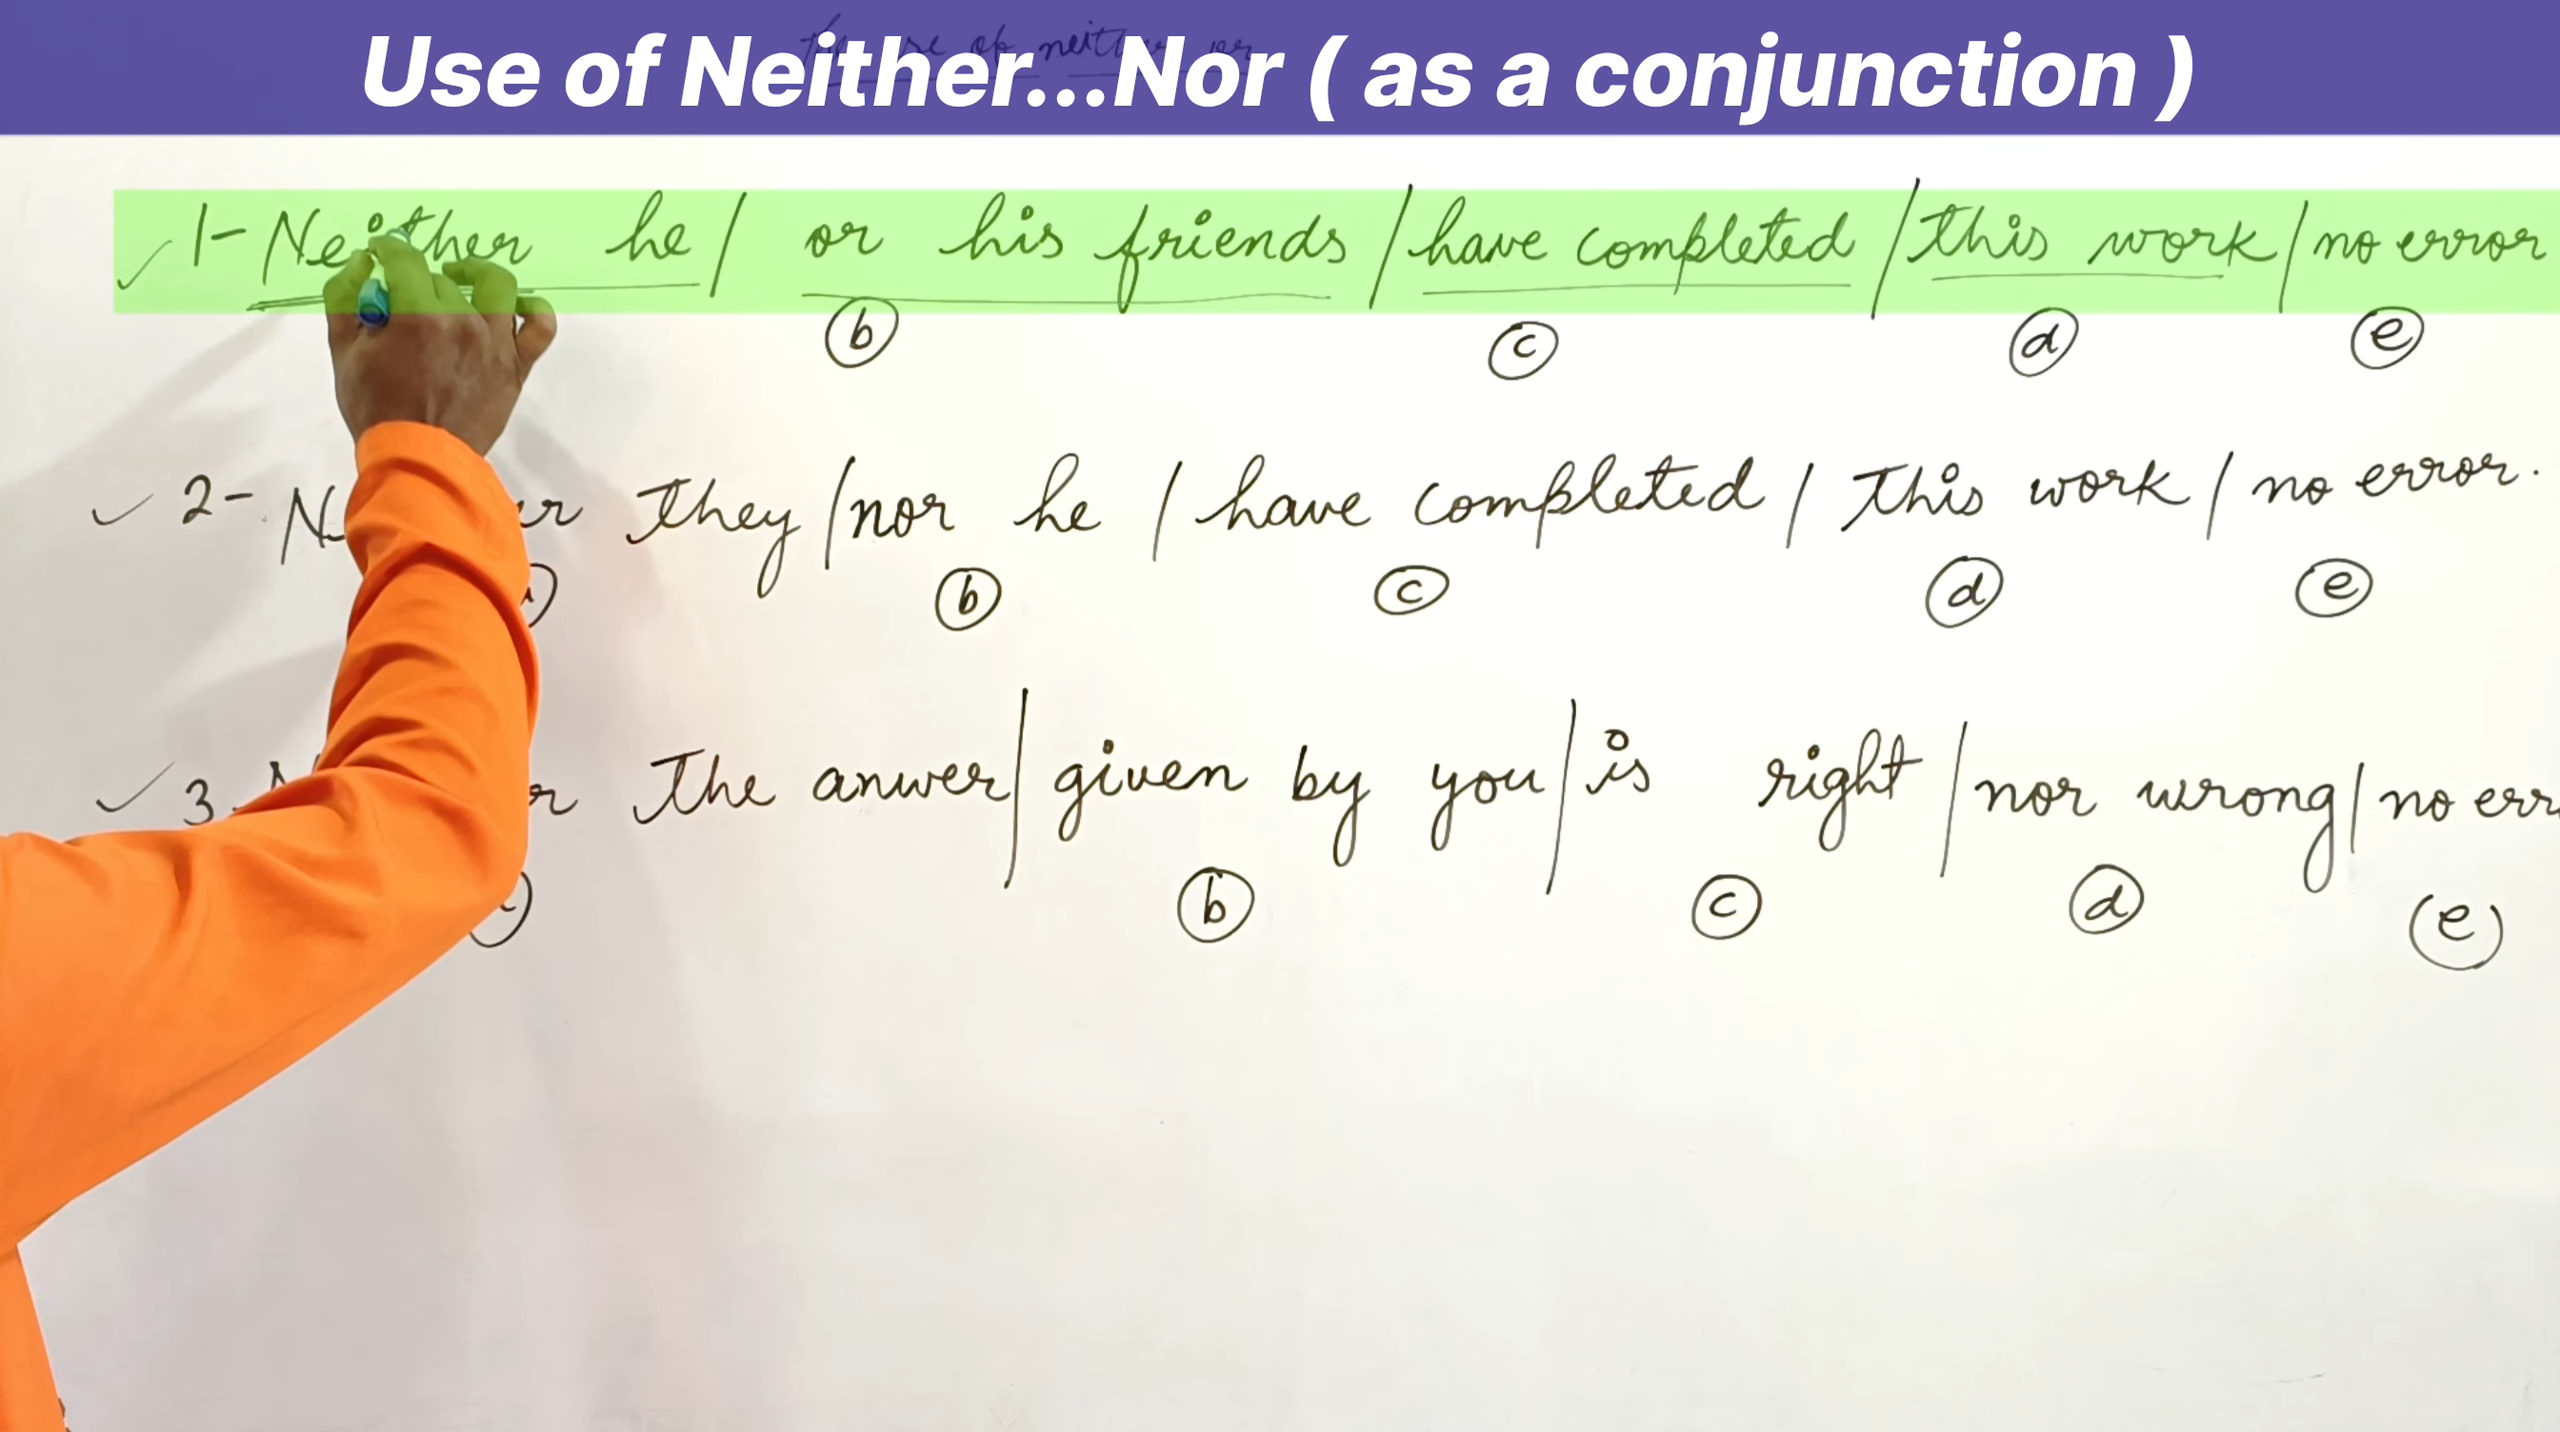 Use of Neither...Nor ( as a conjunction )
1- Neither he / or his friends / have completed / this work / no error
b c d e
2- they / nor he / have completed / this work / no error.
b c d e
3 the anwer / given by you / is right / nor wrong / no
b c d (e)